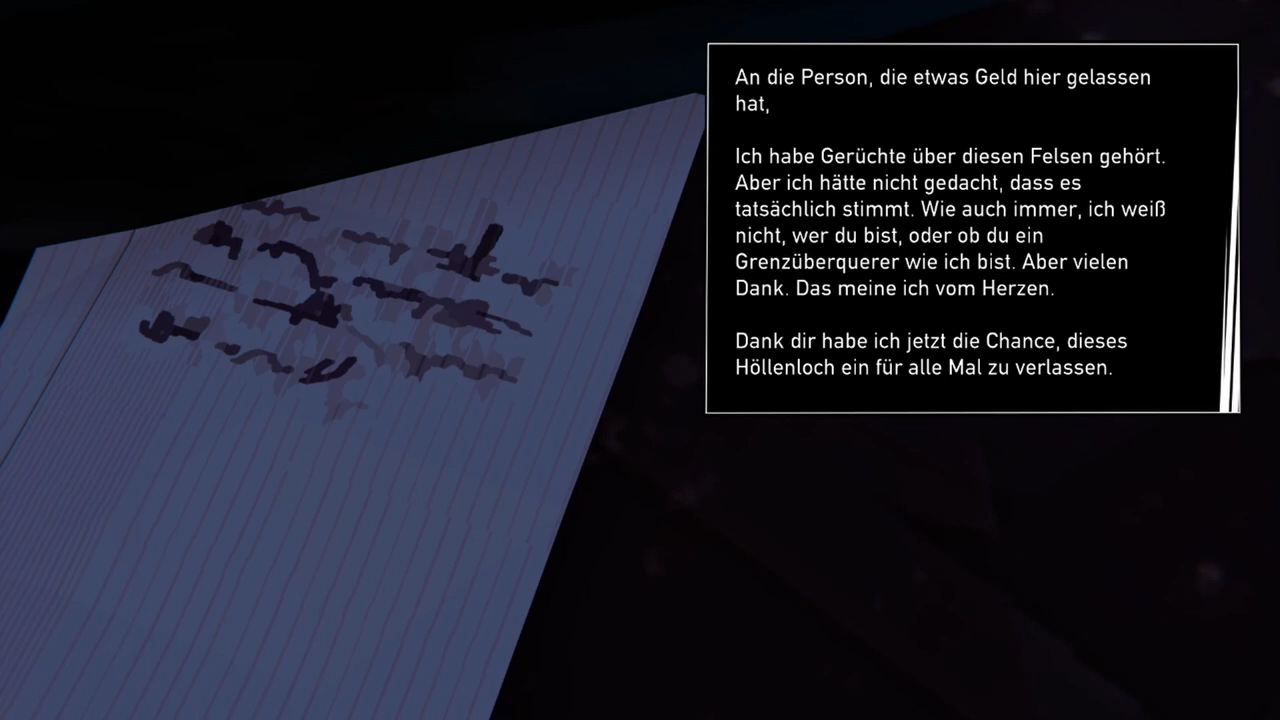 An die Person, die etwas Geld hier gelassen
hat,
Ich habe Gerüchte über diesen Felsen gehört.
Aber ich hätte nicht gedacht, dass es
tatsächlich stimmt. Wie auch immer, ich weiß
nicht, wer du bist, oder ob du ein
Grenzüberquerer wie ich bist. Aber vielen
Dank. Das meine ich vom Herzen.
Dank dir habe ich jetzt die Chance, dieses
Höllenloch ein für alle Mal zu verlassen.